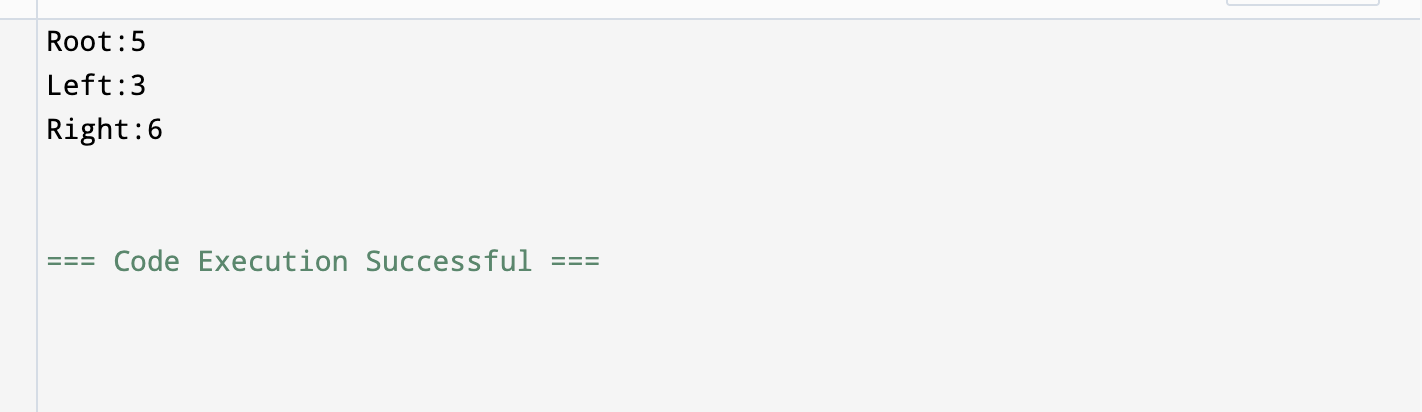 Root:5
Left:3
Right:6
=== Code Execution Successful ===